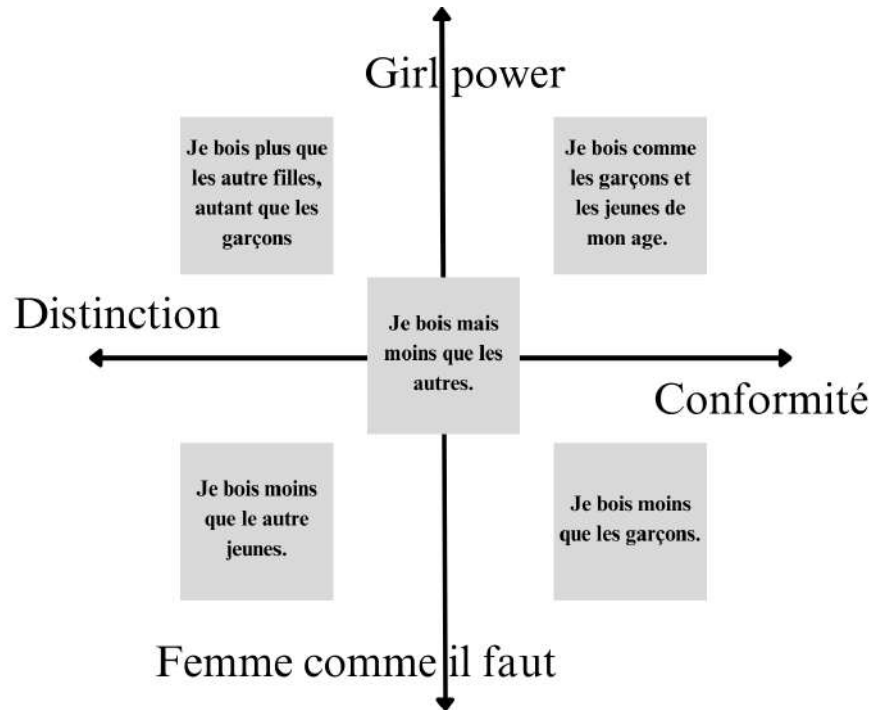 Girl power
Je bois plus que
les autre filles,
autant que les
garçons
Je bois comme
les garçons et
les jeunes de
mon age.
Distinction
Je bois mais
moins que les
autres.
Conformité
Je bois moins
que le autre
jeunes.
Je bois moins
que les garçons.
Femme comme il faut